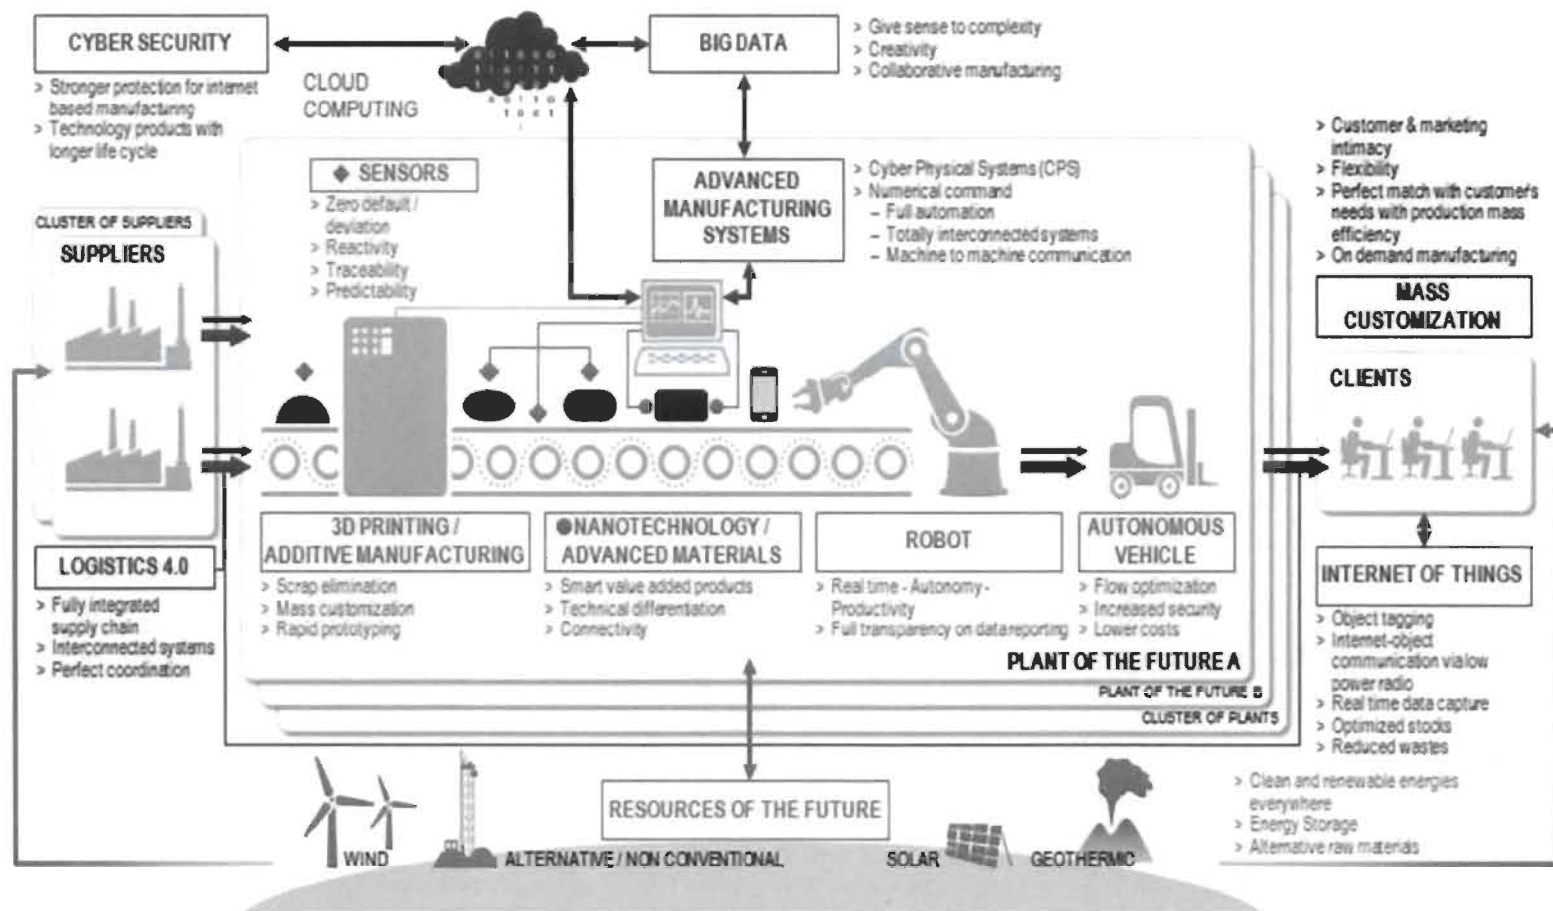 CYBER SECURITY
> Stronger protection for internet
based manufacturing
> Technology products with
longer life cycle
CLOUD
COMPUTING
BIG DATA
> Give sense to complexity
> Creativity
> Collaborative manufacturing
SENSORS
> Zero default /
deviation
> Reactivity
> Traceability
> Predictability
ADVANCED
MANUFACTURING
SYSTEMS
> Cyber Physical Systems (CPS)
> Numerical command
– Full automation
– Totally interconnected systems
– Machine to machine communication
> Customer & marketing
intimacy
> Flexibility
> Perfect match with customer's
needs with production mass
efficiency
> On demand manufacturing
MASS
CUSTOMIZATION
CLUSTER OF SUPPLIERS
SUPPLIERS
CLIENTS
LOGISTICS 4.0
> Fully integrated
supply chain
> Interconnected systems
> Perfect coordination
3D PRINTING /
ADDITIVE MANUFACTURING
> Scrap elimination
> Mass customization
> Rapid prototyping
NANOTECHNOLOGY /
ADVANCED MATERIALS
> Smart value added products
> Technical differentiation
> Connectivity
ROBOT
> Real time - Autonomy -
Productivity
> Full transparency on data reporting
AUTONOMOUS
VEHICLE
> Flow optimization
> Increased security
> Lower costs
INTERNET OF THINGS
> Object tagging
> Internet-object
communication via low
power radio
> Real time data capture
> Optimized stocks
> Reduced wastes
PLANT OF THE FUTURE A
PLANT OF THE FUTURE B
CLUSTER OF PLANTS
RESOURCES OF THE FUTURE
> Clean and renewable energies
everywhere
> Energy Storage
> Alternative raw materials
WIND
ALTERNATIVE / NON CONVENTIONAL
SOLAR
GEOTHERMIC